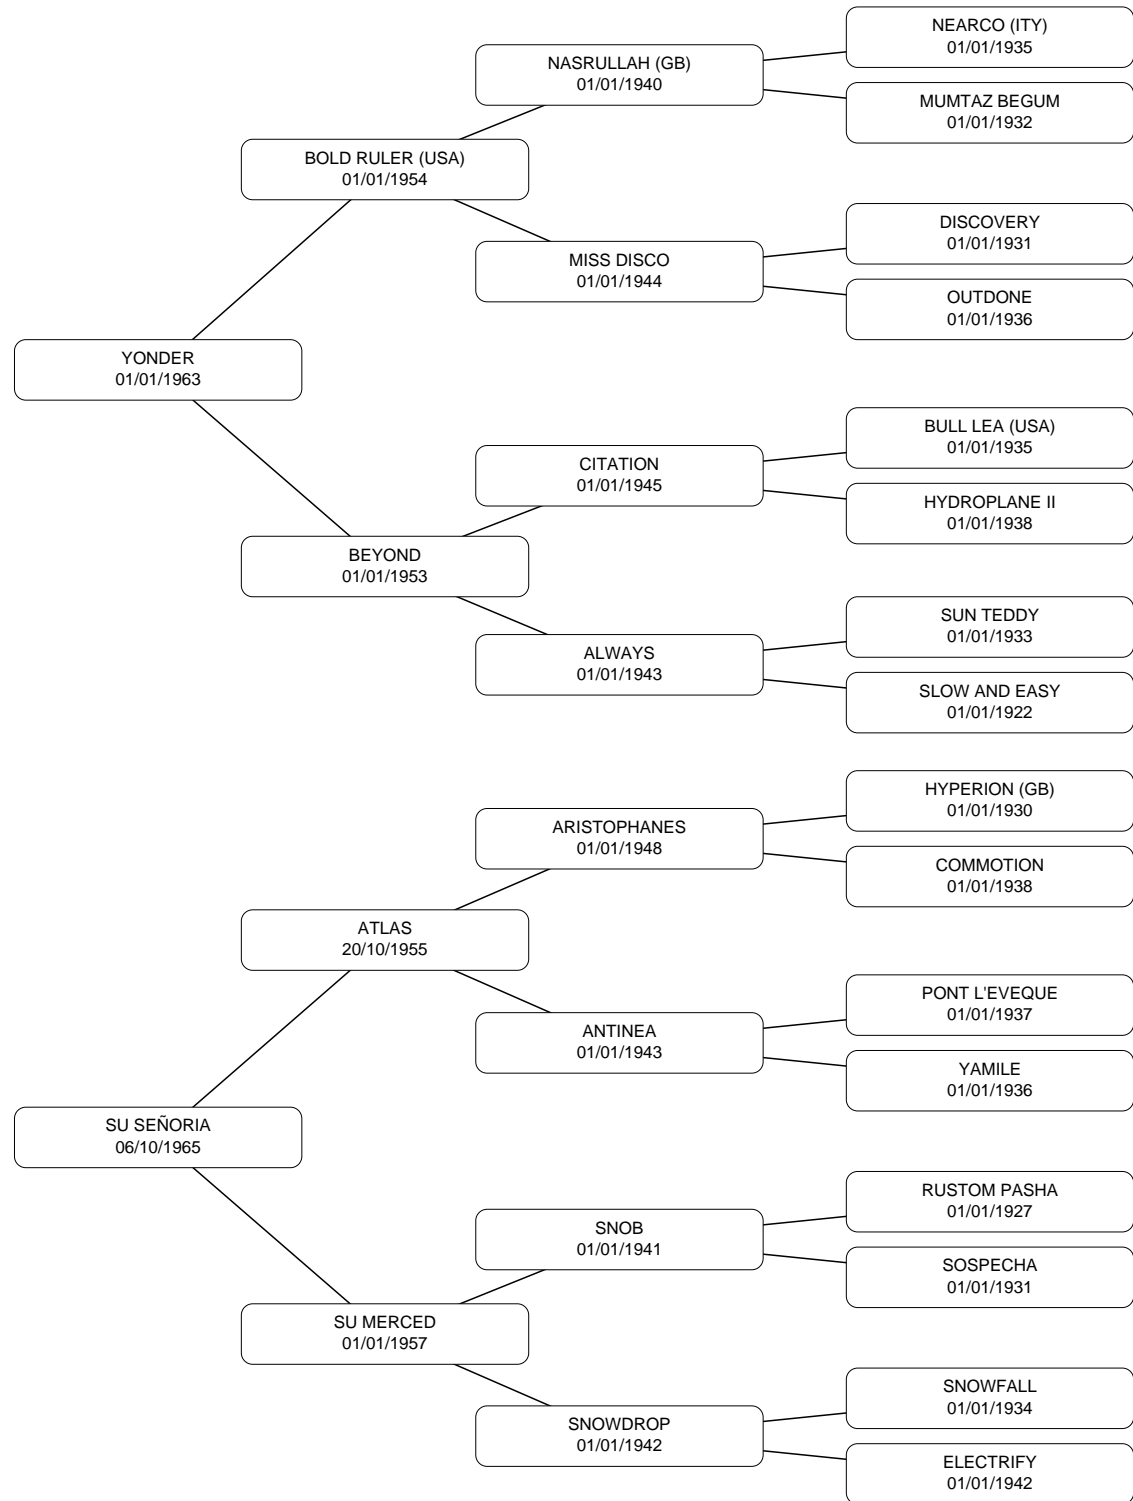 NEARCO (ITY)
01/01/1935
NASRULLAH (GB)
01/01/1940
MUMTAZ BEGUM
01/01/1932
BOLD RULER (USA)
01/01/1954
DISCOVERY
01/01/1931
MISS DISCO
01/01/1944
OUTDONE
01/01/1936
YONDER
01/01/1963
BULL LEA (USA)
01/01/1935
CITATION
01/01/1945
HYDROPLANE II
01/01/1938
BEYOND
01/01/1953
SUN TEDDY
01/01/1933
ALWAYS
01/01/1943
SLOW AND EASY
01/01/1922
HYPERION (GB)
01/01/1930
ARISTOPHANES
01/01/1948
COMMOTION
01/01/1938
ATLAS
20/10/1955
PONT L'EVEQUE
01/01/1937
ANTINEA
01/01/1943
YAMILE
01/01/1936
SU SEÑORIA
06/10/1965
RUSTOM PASHA
01/01/1927
SNOB
01/01/1941
SOSPECHA
01/01/1931
SU MERCED
01/01/1957
SNOWFALL
01/01/1934
SNOWDROP
01/01/1942
ELECTRIFY
01/01/1942